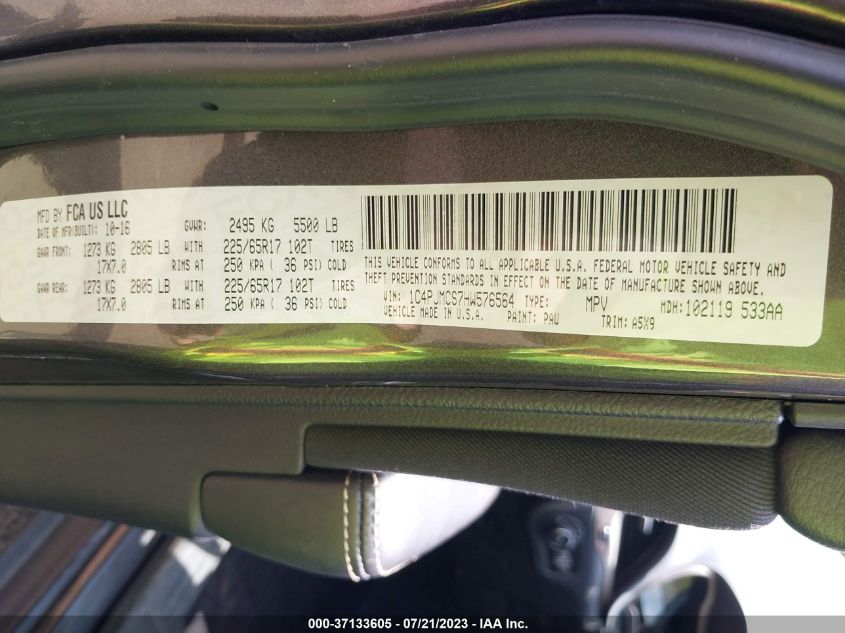 MFD BY FCA US LLC
DATE OF MFR(BUILT): 10-16 GVWR: 2495 KG 5500 LB
GAWR FRONT: 1273 KG 2805 LB WITH 225/65R17 102T TIRES
17X7.0 RIMS AT 250 KPA ( 36 PSI) COLD
GAWR REAR: 1273 KG 2805 LB WITH 225/65R17 102T TIRES
17X7.0 RIMS AT 250 KPA ( 36 PSI) COLD
THIS VEHICLE CONFORMS TO ALL APPLICABLE U.S.A. FEDERAL MOTOR VEHICLE SAFETY AND
THEFT PREVENTION STANDARDS IN EFFECT ON THE DATE OF MANUFACTURE SHOWN ABOVE.
VIN: 1C4PJMCS7HW576564 TYPE: MPV MDH: 102119 533AA
VEHICLE MADE IN U.S.A. PAINT: PAU TRIM: A5X9
000-37133605 - 07/21/2023 - IAA Inc.